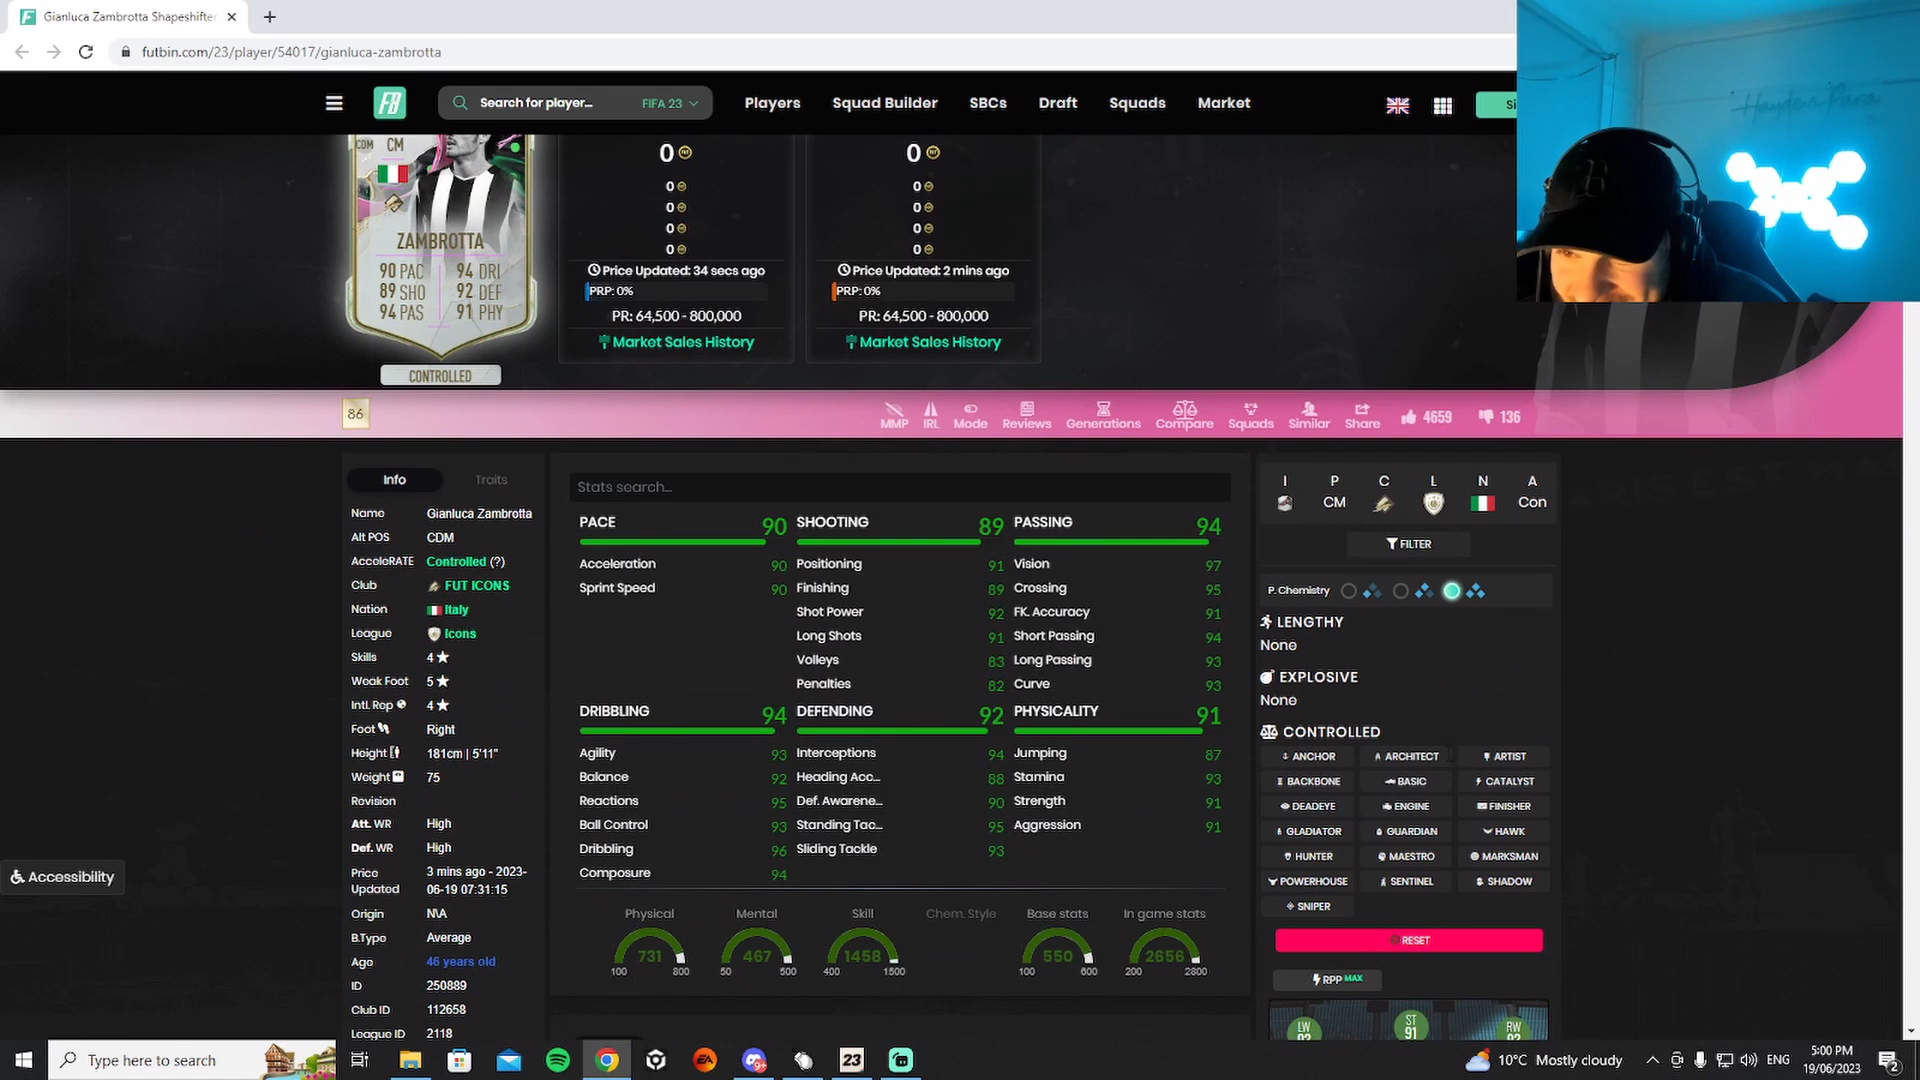 Gianluca Zambrotta Shapeshifter
futbin.com/23/player/54017/gianluca-zambrotta
Search for player... FIFA 23
Players Squad Builder SBCs Draft Squads Market
CDM CM
ZAMBROTTA
90 PAC 94 DRI
89 SHO 92 DEF
94 PAS 91 PHY
CONTROLLED
0
0
0
0
0
Price Updated: 34 secs ago
PRP: 0%
PR: 64,500 - 800,000
Market Sales History
0
0
0
0
0
Price Updated: 2 mins ago
PRP: 0%
PR: 64,500 - 800,000
Market Sales History
86
MMP IRL Mode Reviews Generations Compare Squads Similar Share 4659 136
Info Traits
Name Gianluca Zambrotta
Alt POS CDM
AcceleRATE Controlled (?)
Club FUT ICONS
Nation Italy
League Icons
Skills 4
Weak Foot 5
Intl. Rep 4
Foot Right
Height 181cm | 5'11"
Weight 75
Revision
Att. WR High
Def. WR High
Price Updated 3 mins ago - 2023-06-19 07:31:15
Origin N\A
B.Type Average
Age 46 years old
ID 250889
Club ID 112658
League ID 2118
Stats search...
PACE 90
Acceleration 90
Sprint Speed 90
SHOOTING 89
Positioning 91
Finishing 89
Shot Power 92
Long Shots 91
Volleys 83
Penalties 82
PASSING 94
Vision 97
Crossing 95
FK. Accuracy 91
Short Passing 94
Long Passing 93
Curve 93
DRIBBLING 94
Agility 93
Balance 92
Reactions 95
Ball Control 93
Dribbling 96
Composure 94
DEFENDING 92
Interceptions 94
Heading Acc... 88
Def. Awarene... 90
Standing Tac... 95
Sliding Tackle 93
PHYSICALITY 91
Jumping 87
Stamina 93
Strength 91
Aggression 91
Physical Mental Skill Chem. Style Base stats In game stats
731 467 1458 550 2656
100 800 50 500 400 1500 100 600 200 2800
I P C L N A
CM Con
FILTER
P. Chemistry
LENGTHY
None
EXPLOSIVE
None
CONTROLLED
ANCHOR ARCHITECT ARTIST
BACKBONE BASIC CATALYST
DEADEYE ENGINE FINISHER
GLADIATOR GUARDIAN HAWK
HUNTER MAESTRO MARKSMAN
POWERHOUSE SENTINEL SHADOW
SNIPER
RESET
RPP MAX
LW ST 91 RW
Accessibility
Hayden Para
Type here to search
9+
23
10°C Mostly cloudy
ENG
5:00 PM
19/06/2023
2